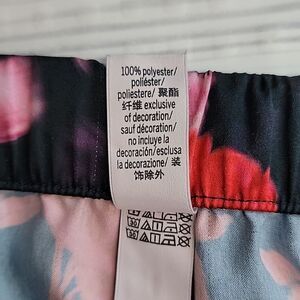 100% polyester/
poliéster/
poliestere/ 聚酯
纤维 exclusive
of decoration/
sauf décoration/
no incluye la
decoración/esclusa
la decorazione/ 装
饰除外